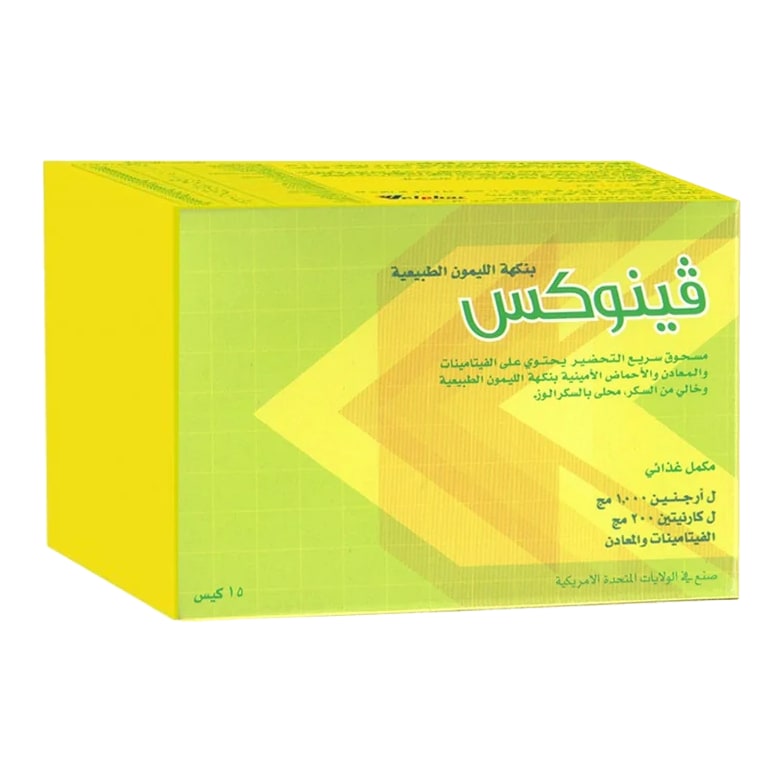 بنكهة الليمون الطبيعية
ڤينوكس
مسحوق سريع التحضير يحتوي على الفيتامينات
والمعادن والأحماض الأمينية بنكهة الليمون الطبيعية
وخالي من السكر، محلى بالسكرالوز.
مكمل غذائي
ل أرجنـين ١,٠٠٠ مج
ل كارنيتين ٢٠٠ مج
الفيتامينات والمعادن
صنع في الولايات المتحدة الامريكية
١٥ كيس